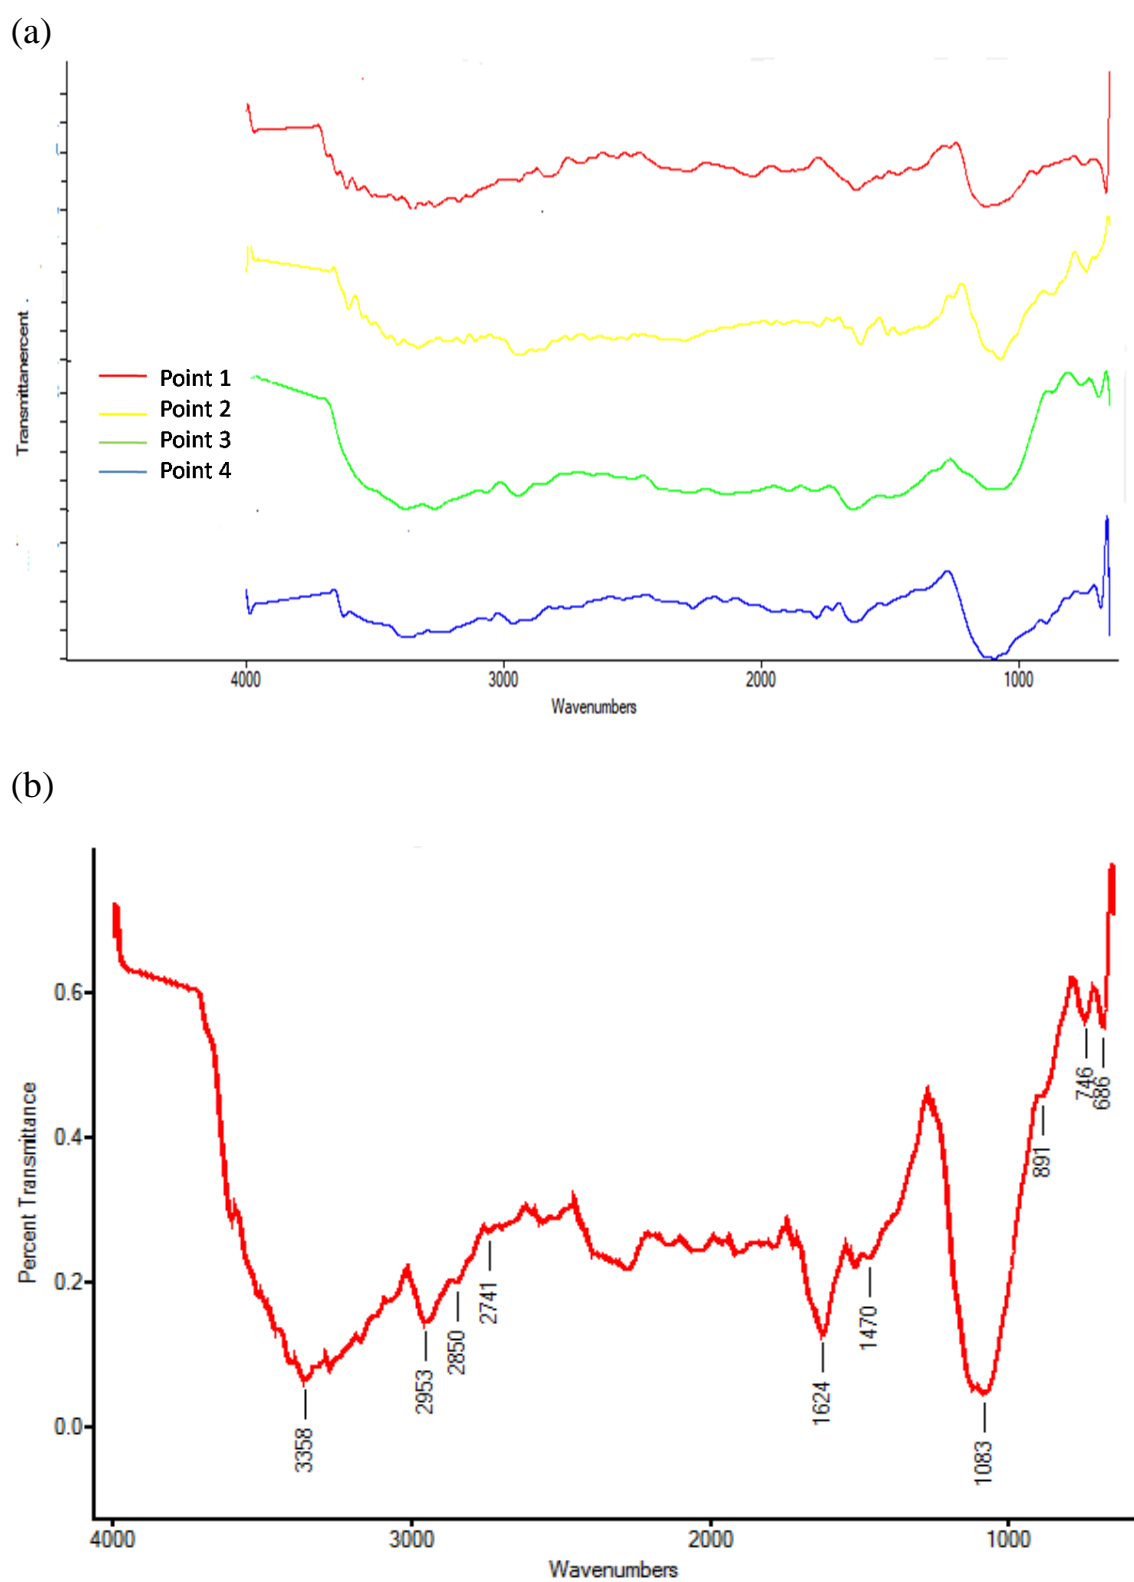 (a)
Transmittanercent
Point 1
Point 2
Point 3
Point 4
4000 3000 2000 1000
Wavenumbers
(b)
Percent Transmittance
0.6
0.4
0.2
0.0
3358
2953
2850
2741
1624
1470
1083
891
746
686
4000 3000 2000 1000
Wavenumbers